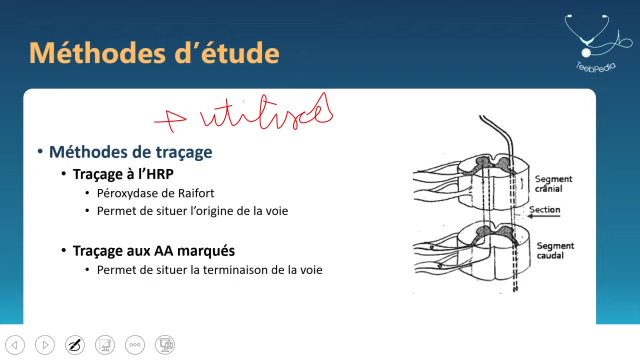 Méthodes d'étude
TeebPedia
+ utilisés
• Méthodes de traçage
• Traçage à l'HRP
• Péroxydase de Raifort
• Permet de situer l'origine de la voie
• Traçage aux AA marqués
• Permet de situer la terminaison de la voie
Segment
crânial
Section
Segment
caudal